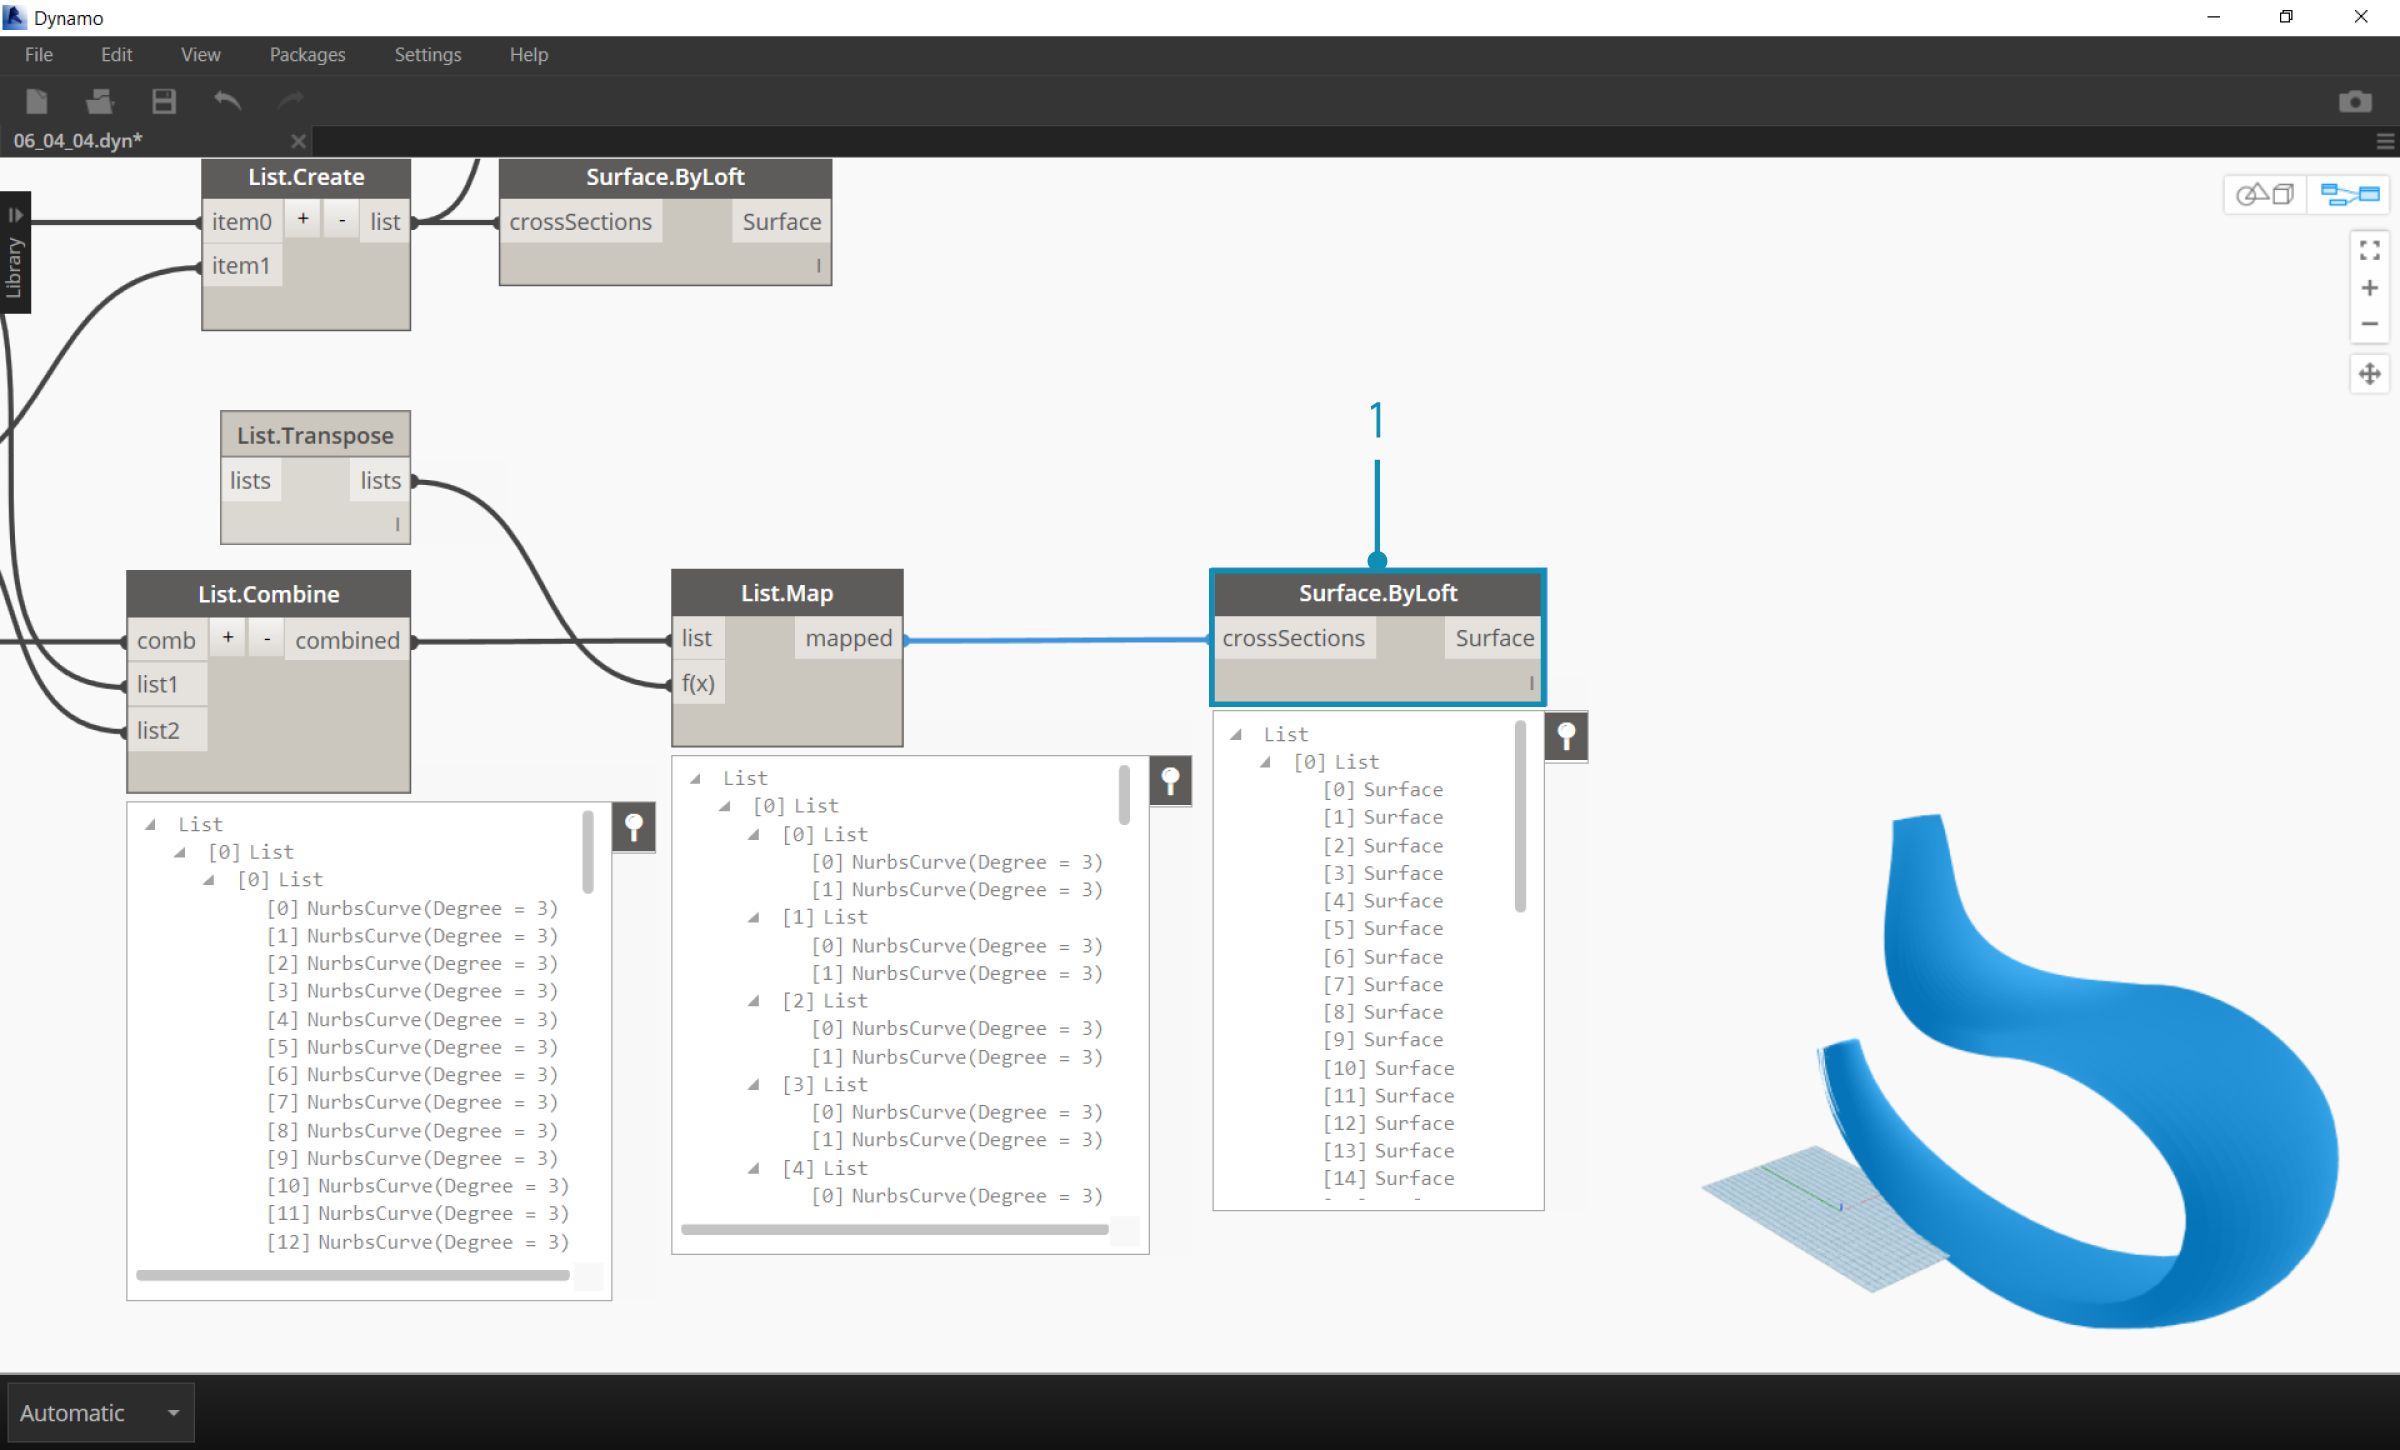 Dynamo
File Edit View Packages Settings Help
06_04_04.dyn*
Library
List.Create
item0 + - list
item1
Surface.ByLoft
crossSections Surface
l
1
List.Transpose
lists lists
l
List.Combine
comb + - combined
list1
list2
List
[0] List
[0] List
[0] NurbsCurve(Degree = 3)
[1] NurbsCurve(Degree = 3)
[2] NurbsCurve(Degree = 3)
[3] NurbsCurve(Degree = 3)
[4] NurbsCurve(Degree = 3)
[5] NurbsCurve(Degree = 3)
[6] NurbsCurve(Degree = 3)
[7] NurbsCurve(Degree = 3)
[8] NurbsCurve(Degree = 3)
[9] NurbsCurve(Degree = 3)
[10] NurbsCurve(Degree = 3)
[11] NurbsCurve(Degree = 3)
[12] NurbsCurve(Degree = 3)
List.Map
list mapped
f(x)
List
[0] List
[0] List
[0] NurbsCurve(Degree = 3)
[1] NurbsCurve(Degree = 3)
[1] List
[0] NurbsCurve(Degree = 3)
[1] NurbsCurve(Degree = 3)
[2] List
[0] NurbsCurve(Degree = 3)
[1] NurbsCurve(Degree = 3)
[3] List
[0] NurbsCurve(Degree = 3)
[1] NurbsCurve(Degree = 3)
[4] List
[0] NurbsCurve(Degree = 3)
Surface.ByLoft
crossSections Surface
l
List
[0] List
[0] Surface
[1] Surface
[2] Surface
[3] Surface
[4] Surface
[5] Surface
[6] Surface
[7] Surface
[8] Surface
[9] Surface
[10] Surface
[11] Surface
[12] Surface
[13] Surface
[14] Surface
Automatic